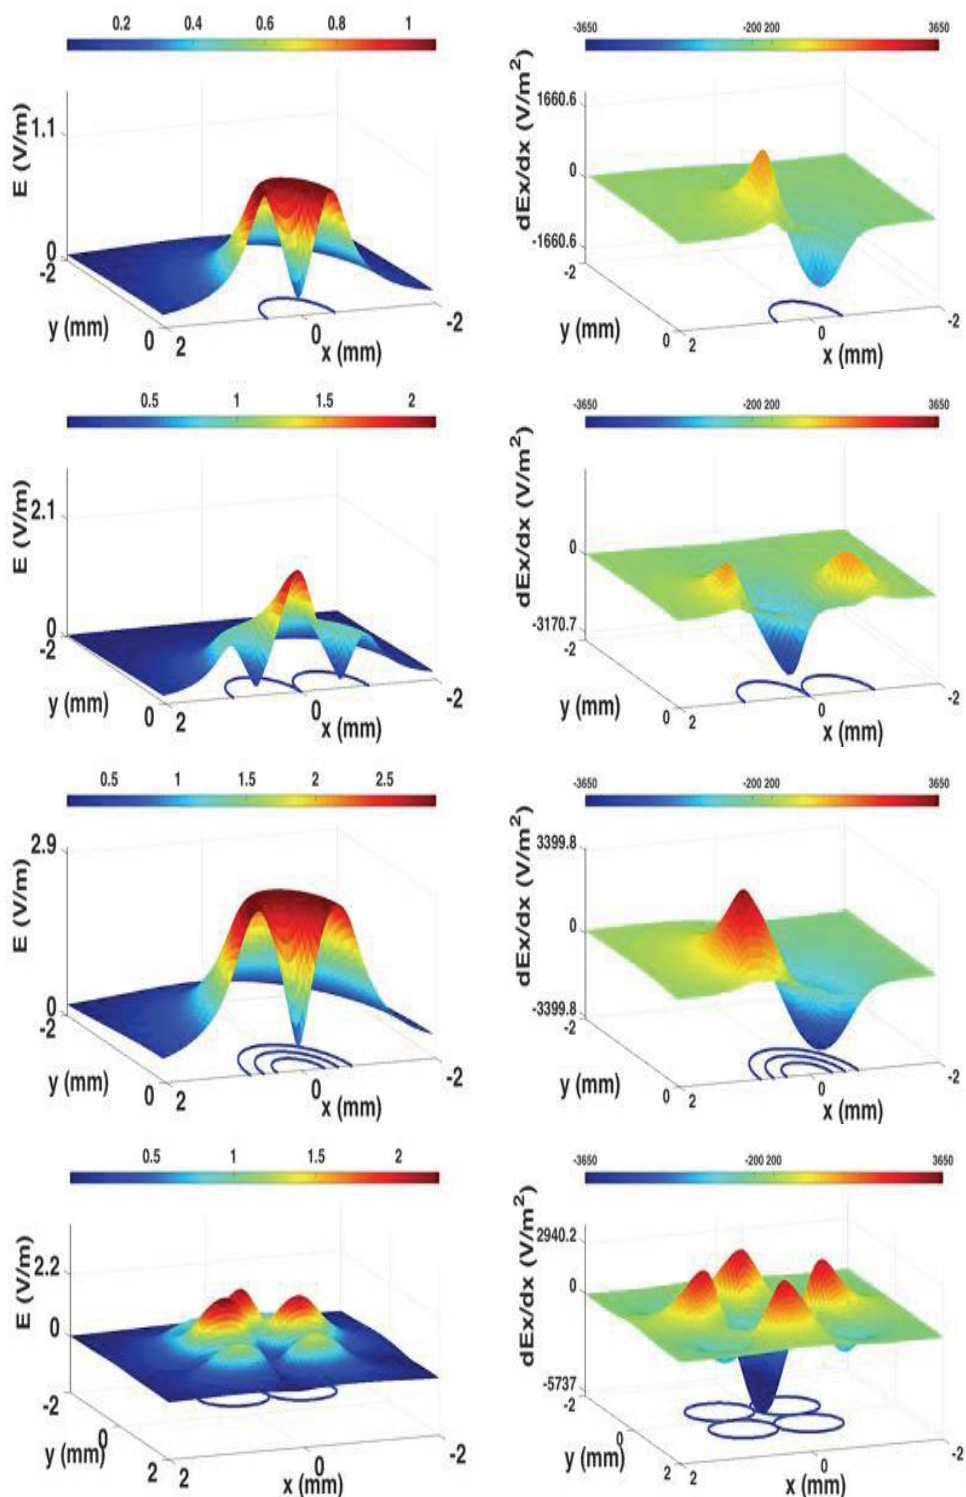 0.2 0.4 0.6 0.8 1
E (V/m)
1.1
0
-2
y (mm)
0 2
0
x (mm)
-2
-3650 -200 200 3650
dEx/dx (V/m²)
1660.6
0
-1660.6
-2
y (mm)
0 2
0
x (mm)
-2
0.5 1 1.5 2
E (V/m)
2.1
0
-2
y (mm)
0 2
0
x (mm)
-2
-3650 -200 200 3650
dEx/dx (V/m²)
0
-3170.7
-2
y (mm)
0 2
0
x (mm)
-2
0.5 1 1.5 2 2.5
E (V/m)
2.9
0
-2
y (mm)
0 2
0
x (mm)
-2
-3650 -200 200 3650
dEx/dx (V/m²)
3399.8
0
-3399.8
-2
y (mm)
0 2
0
x (mm)
-2
0.5 1 1.5 2
E (V/m)
2.2
0
-2
0
y (mm)
2 2
0
x (mm)
-2
-3650 -200 200 3650
dEx/dx (V/m²)
2940.2
0
-5737
-2
0
y (mm)
2 2
0
x (mm)
-2